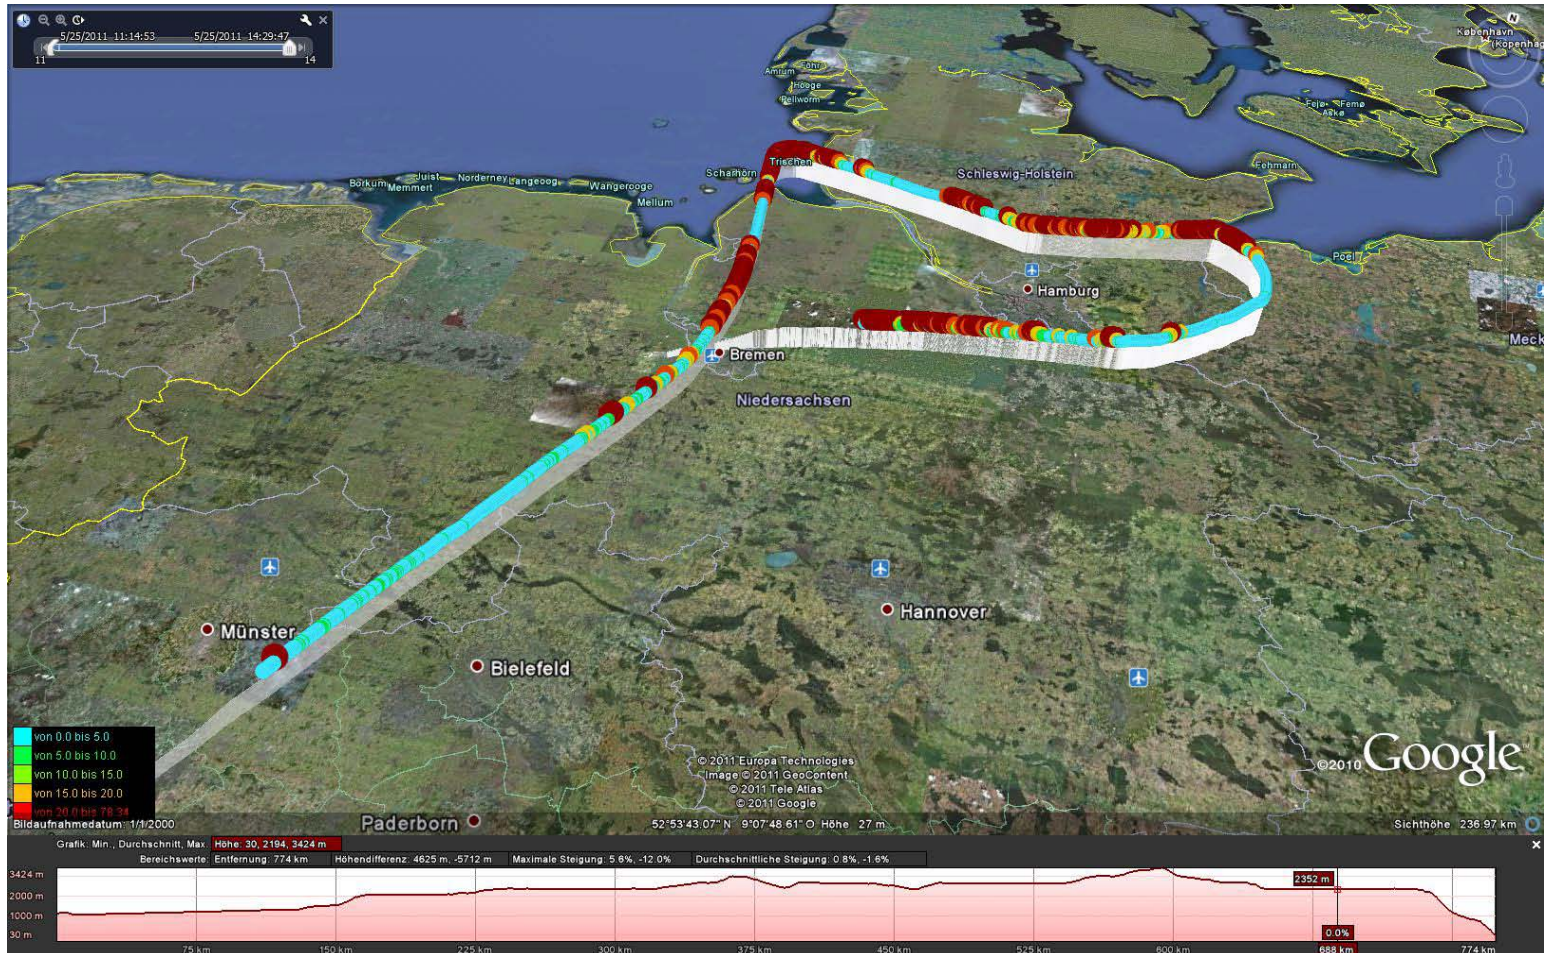 5/25/2011 11:14:53 5/25/2011 14:29:47
11 14
N
København
(Kopenhag
Amrum Föhr
Hooge
Pellworm
Fejø Femø
Askø
Trischen
Fehmarn
Scharhörn
Schleswig-Holstein
Borkum Memmert Juist Norderney Langeoog Wangerooge
Mellum
Poel
Hamburg
Meck
Bremen
Niedersachsen
Hannover
Münster
Bielefeld
von 0.0 bis 5.0
von 5.0 bis 10.0
von 10.0 bis 15.0
von 15.0 bis 20.0
von 20.0 bis 78.34
© 2011 Europa Technologies
Image © 2011 GeoContent
© 2011 Tele Atlas
© 2011 Google
©2010 Google
Bildaufnahmedatum: 1/1/2000
Paderborn
52°53'43.07" N 9°07'48.61" O Höhe 27 m
Sichthöhe 236.97 km
Grafik: Min., Durchschnitt, Max. Höhe: 30, 2194, 3424 m
Bereichswerte: Entfernung: 774 km Höhendifferenz: 4625 m, -5712 m Maximale Steigung: 5.6%, -12.0% Durchschnittliche Steigung: 0.8%, -1.6%
3424 m
2352 m
2000 m
1000 m
30 m
0.0%
75 km 150 km 225 km 300 km 375 km 450 km 525 km 600 km 688 km 774 km